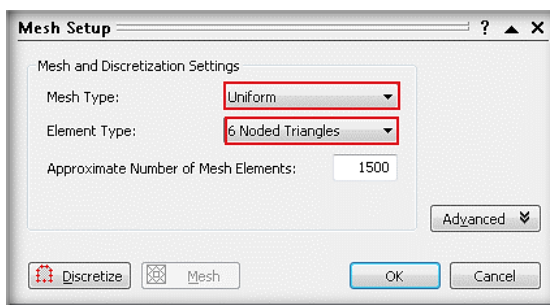 Mesh Setup ?
Mesh and Discretization Settings
Mesh Type: Uniform
Element Type: 6 Noded Triangles
Approximate Number of Mesh Elements: 1500
Advanced
Discretize Mesh OK Cancel